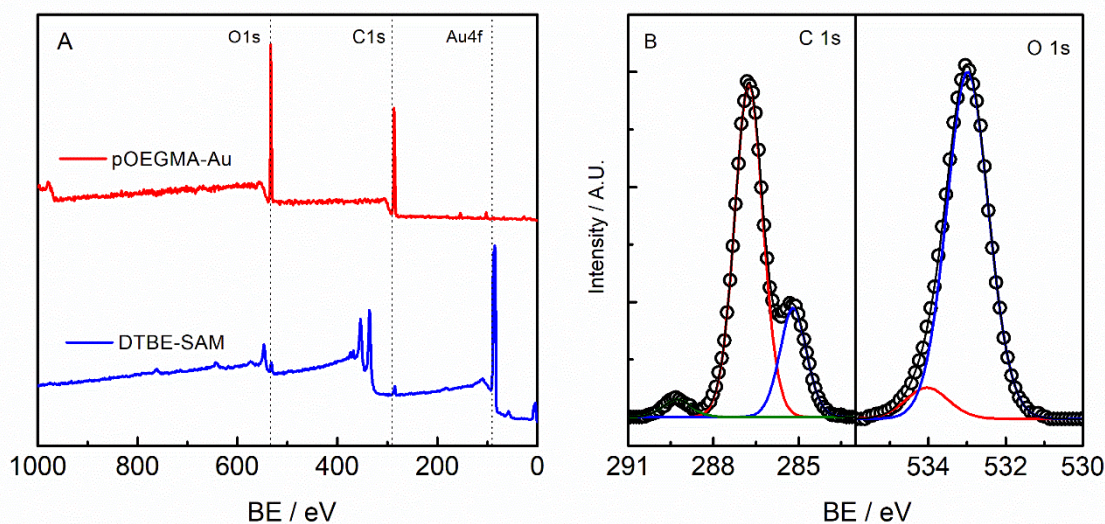 A
O1s
C1s
Au4f
pOEGMA-Au
DTBE-SAM
1000 800 600 400 200 0
BE / eV
B
C 1s
O 1s
Intensity / A.U.
291 288 285 534 532 530
BE / eV